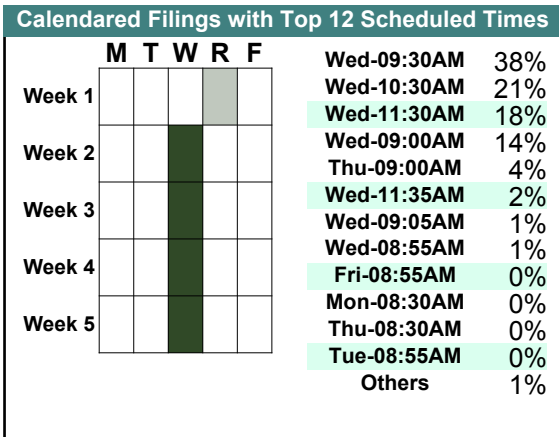 Calendared Filings with Top 12 Scheduled Times
M T W R F
Week 1
Week 2
Week 3
Week 4
Week 5
Wed-09:30AM 38%
Wed-10:30AM 21%
Wed-11:30AM 18%
Wed-09:00AM 14%
Thu-09:00AM 4%
Wed-11:35AM 2%
Wed-09:05AM 1%
Wed-08:55AM 1%
Fri-08:55AM 0%
Mon-08:30AM 0%
Thu-08:30AM 0%
Tue-08:55AM 0%
Others 1%